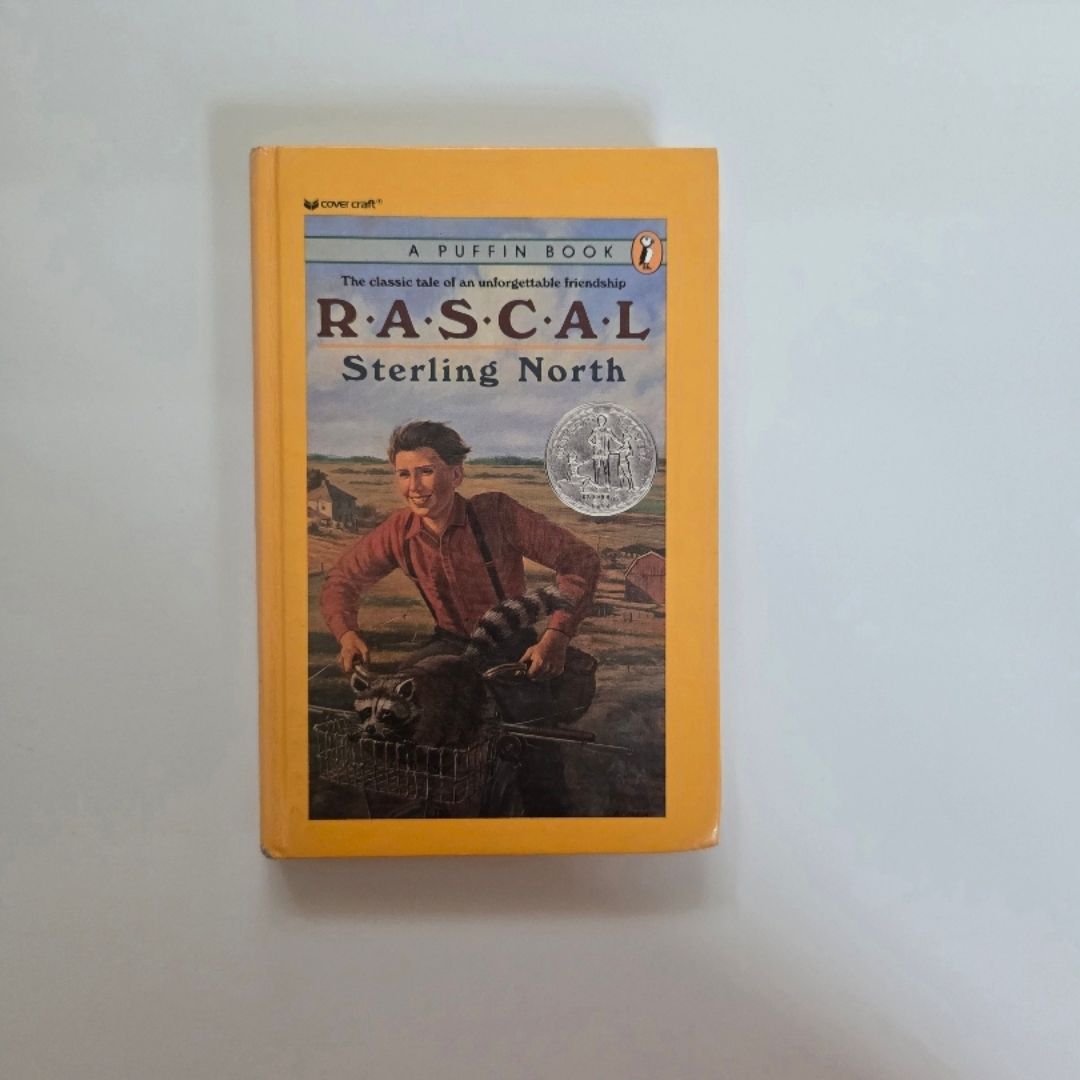 cover craft®
A PUFFIN BOOK
The classic tale of an unforgettable friendship
R·A·S·C·A·L
Sterling North